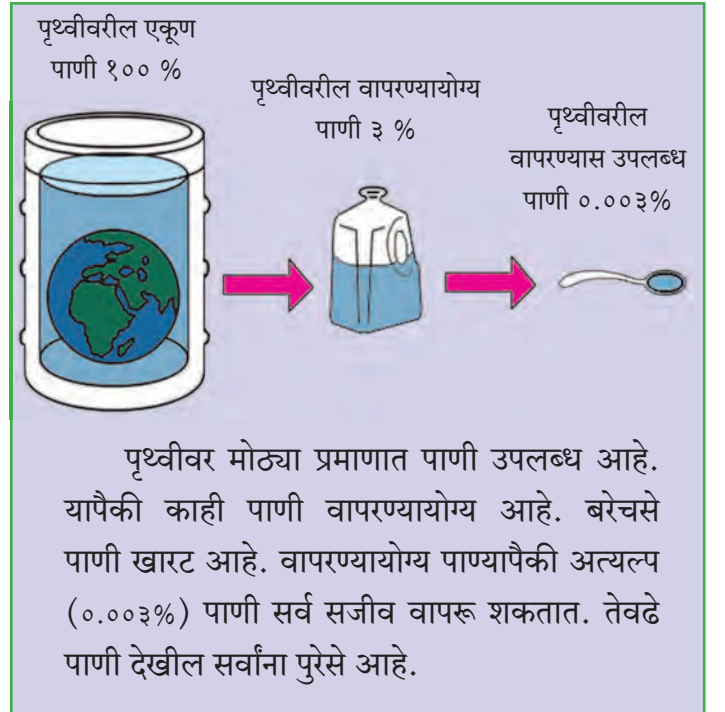 पृथ्वीवरील एकूण
पाणी १०० %
पृथ्वीवरील वापरण्यायोग्य
पाणी ३ %
पृथ्वीवरील
वापरण्यास उपलब्ध
पाणी ०.००३%
पृथ्वीवर मोठ्या प्रमाणात पाणी उपलब्ध आहे.
यापैकी काही पाणी वापरण्यायोग्य आहे. बरेचसे
पाणी खारट आहे. वापरण्यायोग्य पाण्यापैकी अत्यल्प
(०.००३%) पाणी सर्व सजीव वापरू शकतात. तेवढे
पाणी देखील सर्वांना पुरेसे आहे.